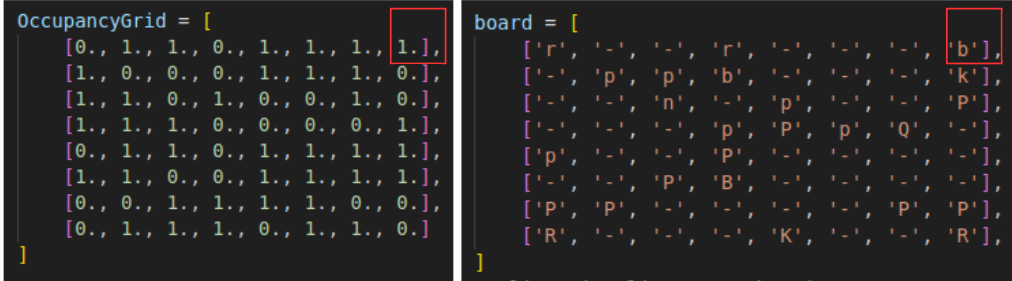 OccupancyGrid = [
[0., 1., 1., 0., 1., 1., 1., 1.],
[1., 0., 0., 0., 1., 1., 1., 0.],
[1., 1., 0., 1., 0., 0., 1., 0.],
[1., 1., 1., 0., 0., 0., 0., 1.],
[0., 1., 1., 0., 1., 1., 1., 1.],
[1., 1., 0., 0., 1., 1., 1., 1.],
[0., 0., 1., 1., 1., 1., 0., 0.],
[0., 1., 1., 1., 0., 1., 1., 0.]
]
board = [
['r', '-', '-', 'r', '-', '-', '-', 'b'],
['-', 'p', 'p', 'b', '-', '-', '-', 'k'],
['-', '-', 'n', '-', 'p', '-', '-', 'P'],
['-', '-', '-', 'p', 'P', 'p', 'Q', '-'],
['p', '-', '-', 'P', '-', '-', '-', '-'],
['-', '-', 'P', 'B', '-', '-', '-', '-'],
['P', 'P', '-', '-', '-', '-', 'P', 'P'],
['R', '-', '-', '-', 'K', '-', '-', 'R'],
]